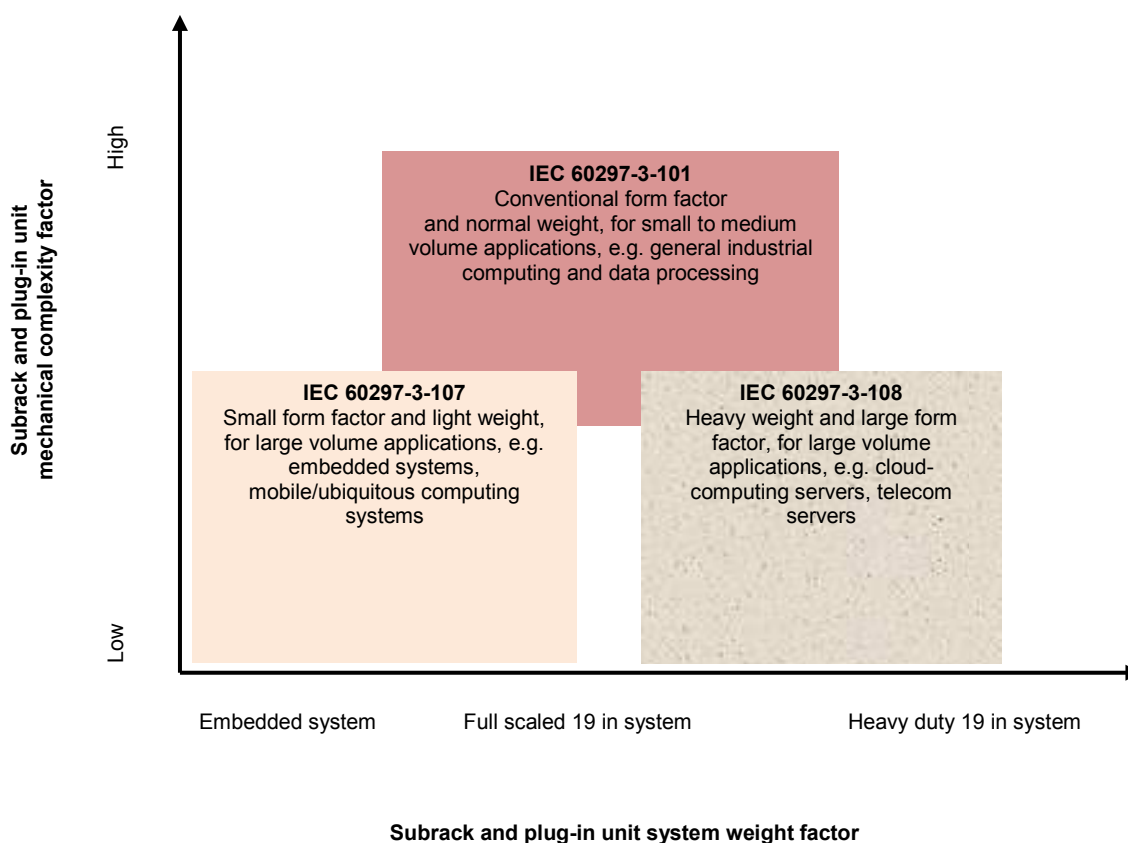 High
Subrack and plug-in unit
mechanical complexity factor
Low
IEC 60297-3-101
Conventional form factor
and normal weight, for small to medium
volume applications, e.g. general industrial
computing and data processing
IEC 60297-3-107
Small form factor and light weight,
for large volume applications, e.g.
embedded systems,
mobile/ubiquitous computing
systems
IEC 60297-3-108
Heavy weight and large form
factor, for large volume
applications, e.g. cloud-
computing servers, telecom
servers
Embedded system
Full scaled 19 in system
Heavy duty 19 in system
Subrack and plug-in unit system weight factor